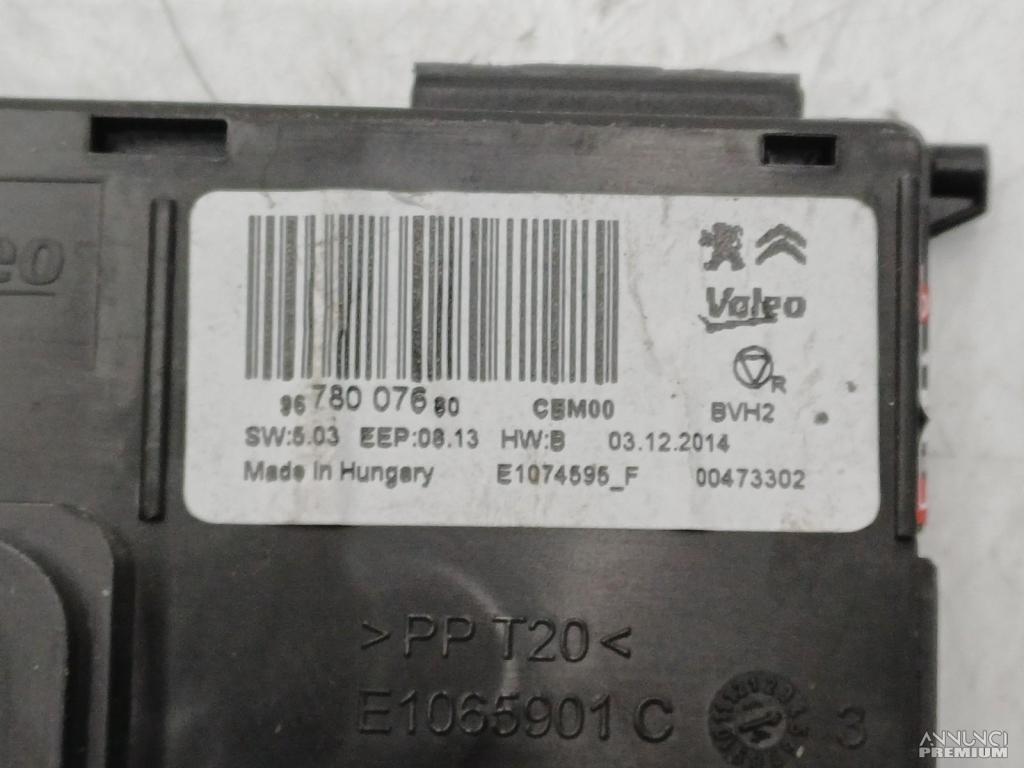 eo
Valeo
R
96 780 076 80 CEM00 BVH2
SW:5.03 EEP:08.13 HW:B 03.12.2014
Made In Hungary E1074595_F 00473302
>PP T20<
E1065901 C 3
ANNUNCI
PREMIUM